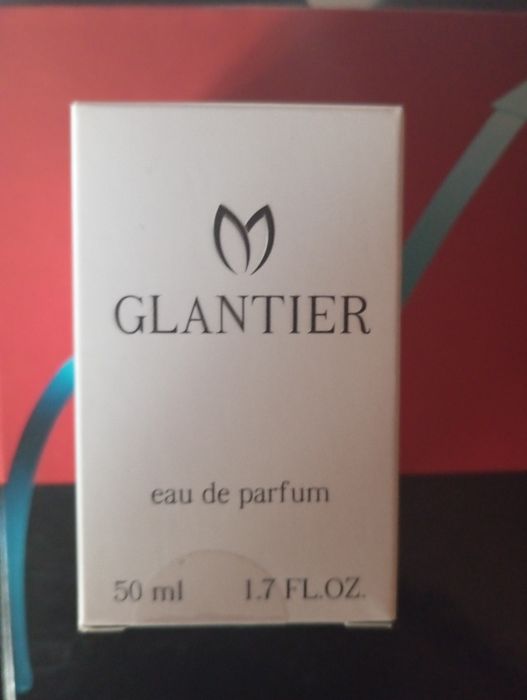 GLANTIER
eau de parfum
50 ml 1.7 FL.OZ.